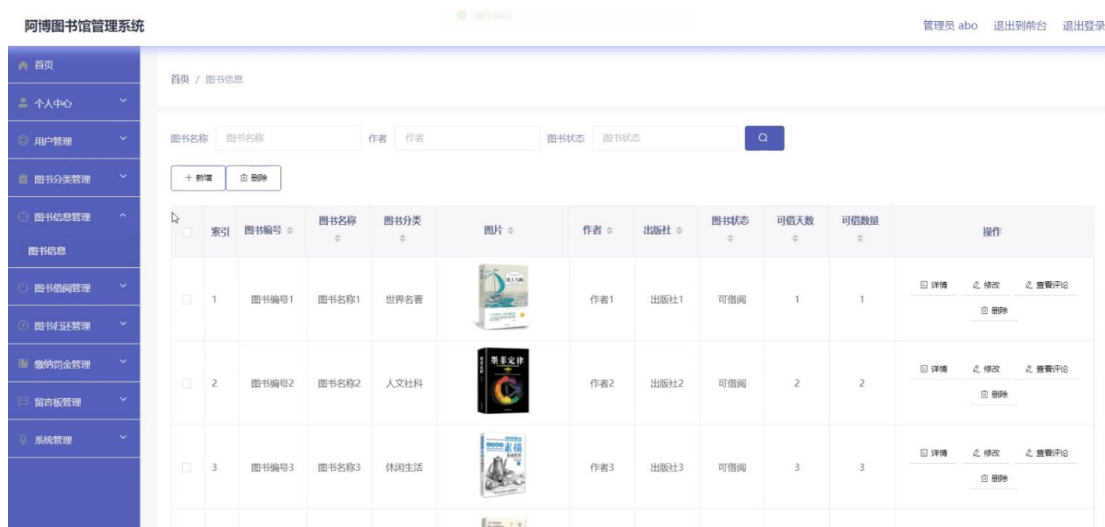 阿博图书馆管理系统
管理员 abo 退出到前台 退出登录
首页
个人中心
用户管理
图书分类管理
图书信息管理
图书信息
图书借阅管理
图书归还管理
缴纳罚金管理
留言板管理
系统管理
首页 / 图书信息
图书名称 图书名称 作者 作者 图书状态 图书状态
+ 新增 删除
索引 图书编号 图书名称 图书分类 图片 作者 出版社 图书状态 可借天数 可借数量 操作
1 图书编号1 图书名称1 世界名著 老人与海 作者1 出版社1 可借阅 1 1 详情 修改 查看评论
删除
2 图书编号2 图书名称2 人文社科 墨菲定律 作者2 出版社2 可借阅 2 2 详情 修改 查看评论
删除
3 图书编号3 图书名称3 休闲生活 素描 作者3 出版社3 可借阅 3 3 详情 修改 查看评论
删除